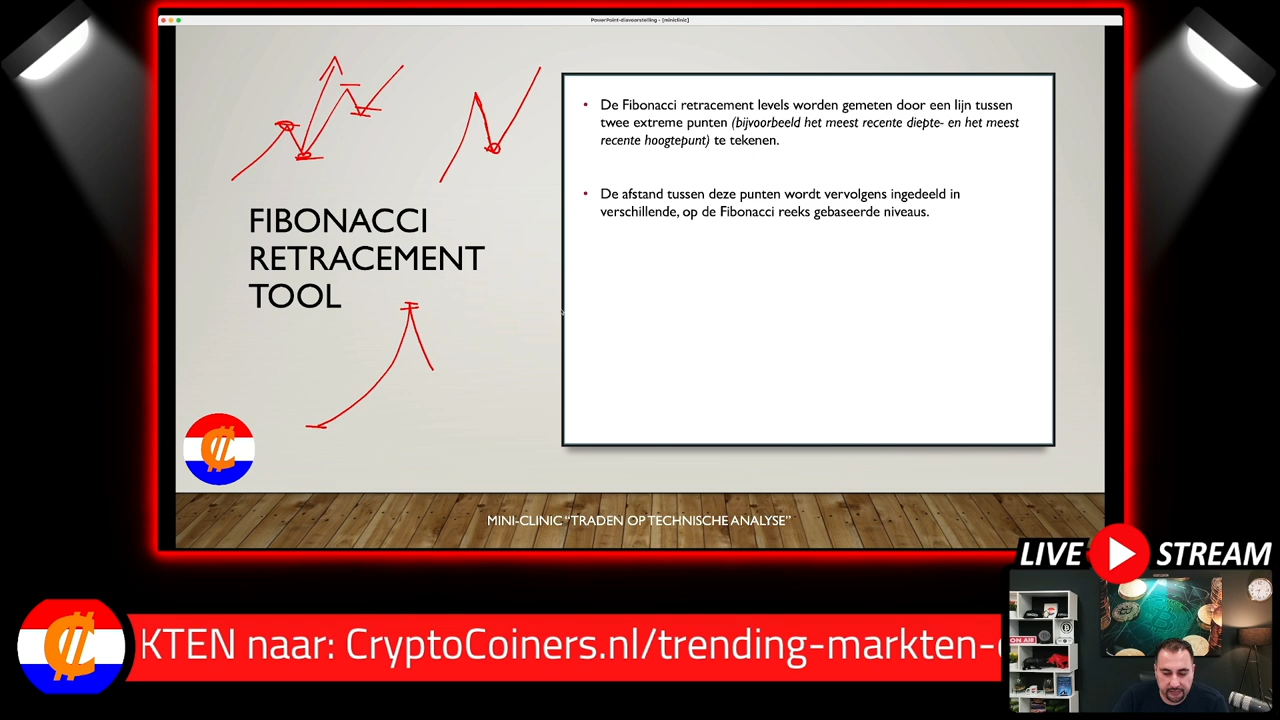 PowerPoint-diavoorstelling - [miniclinic]
FIBONACCI
RETRACEMENT
TOOL
• De Fibonacci retracement levels worden gemeten door een lijn tussen
twee extreme punten (bijvoorbeeld het meest recente diepte- en het meest
recente hoogtepunt) te tekenen.
• De afstand tussen deze punten wordt vervolgens ingedeeld in
verschillende, op de Fibonacci reeks gebaseerde niveaus.
MINI-CLINIC “TRADEN OP TECHNISCHE ANALYSE”
LIVE STREAM
ON AIR
KTEN naar: CryptoCoiners.nl/trending-markten-